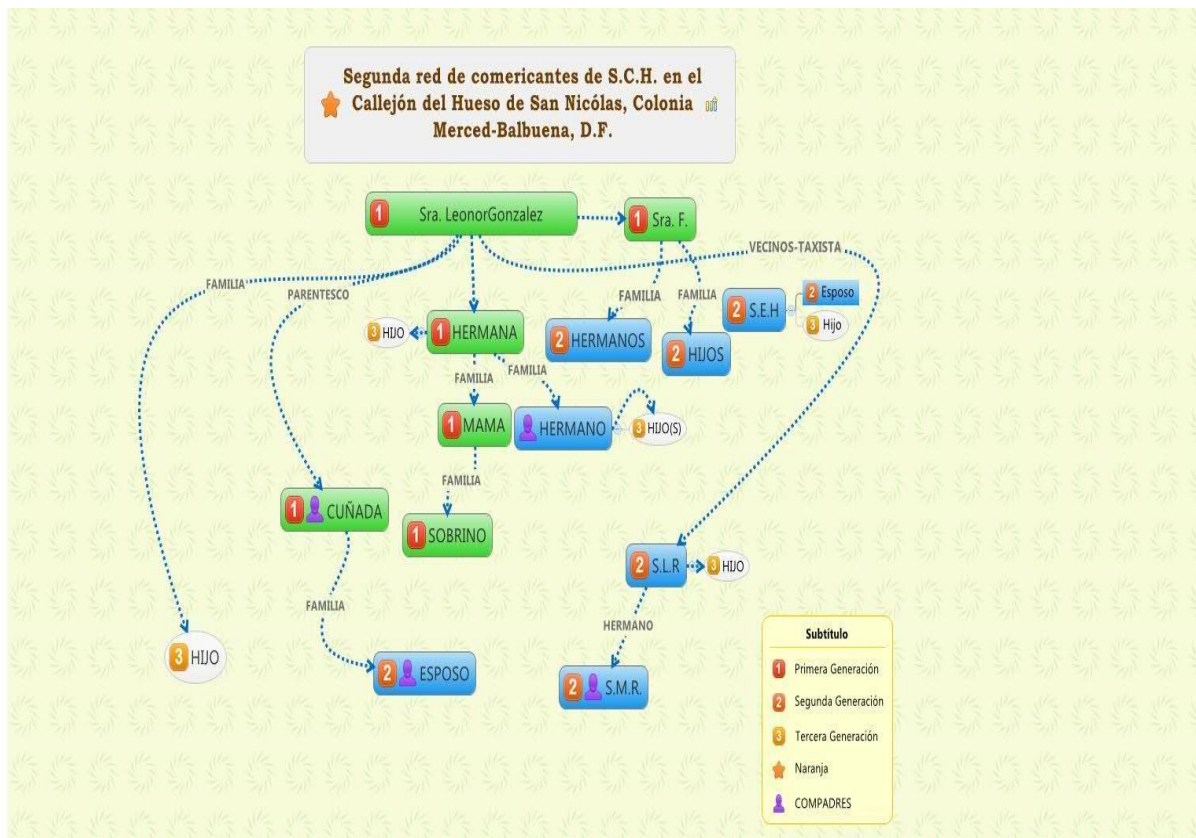 Segunda red de comericantes de S.C.H. en el
Callejón del Hueso de San Nicólas, Colonia
Merced-Balbuena, D.F.
1 Sra. LeonorGonzalez
1 Sra. F.
VECINOS-TAXISTA
FAMILIA
PARENTESCO
FAMILIA
FAMILIA
2 S.E.H
2 Esposo
3 Hijo
3 HIJO
1 HERMANA
2 HERMANOS
2 HIJOS
FAMILIA
FAMILIA
1 MAMA
HERMANO
3 HIJO(S)
FAMILIA
1 CUÑADA
1 SOBRINO
2 S.L.R
3 HIJO
FAMILIA
HERMANO
3 HIJO
2 ESPOSO
2 S.M.R.
Subtítulo
1 Primera Generación
2 Segunda Generación
3 Tercera Generación
Naranja
COMPADRES